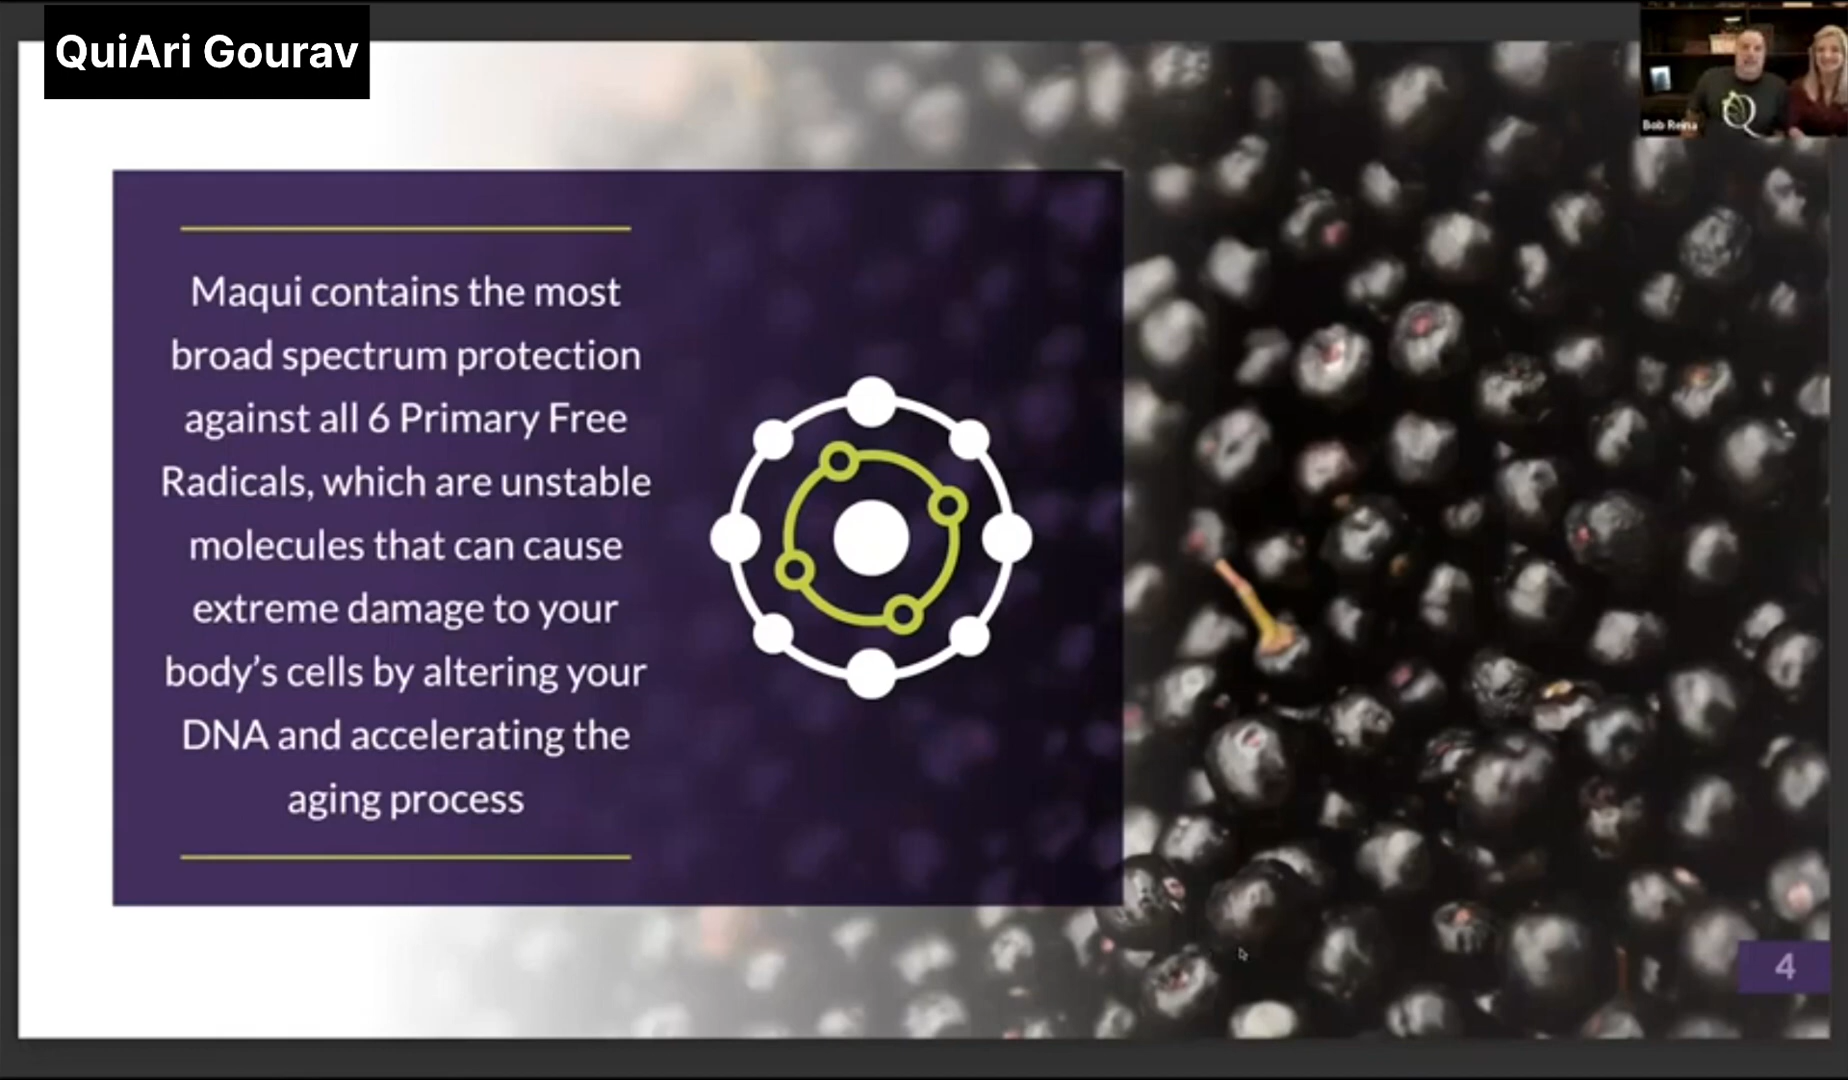 QuiAri Gourav
Bob Reina
Maqui contains the most
broad spectrum protection
against all 6 Primary Free
Radicals, which are unstable
molecules that can cause
extreme damage to your
body's cells by altering your
DNA and accelerating the
aging process
4